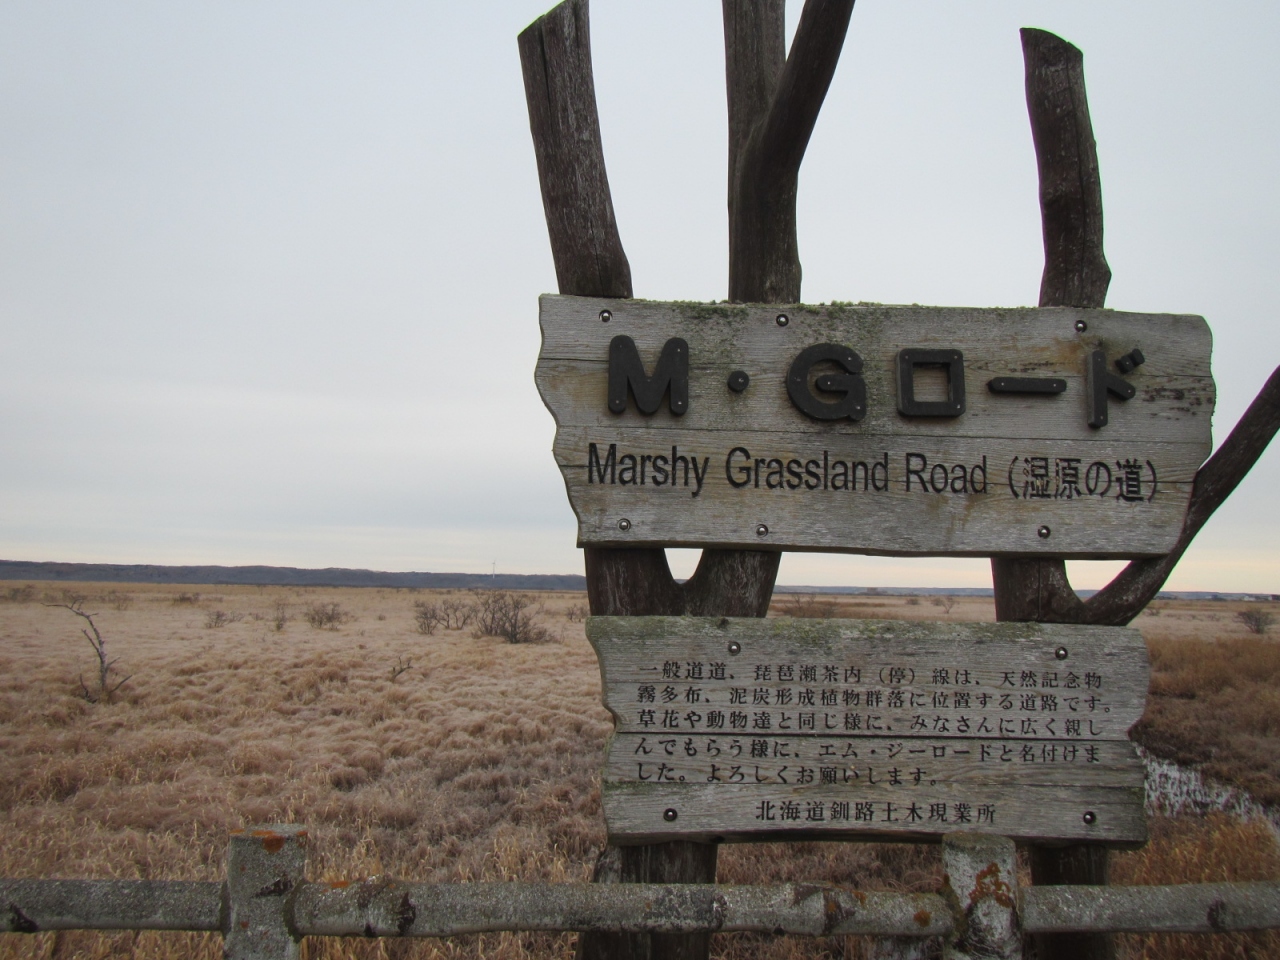 M・Gロード
Marshy Grassland Road (湿原の道)
一般道道、琵琶瀬茶内（停）線は、天然記念物
霧多布、泥炭形成植物群落に位置する道路です。
草花や動物達と同じ様に、みなさんに広く親し
んでもらう様に、エム・ジーロードと名付けま
した。よろしくお願いします。
北海道釧路土木現業所